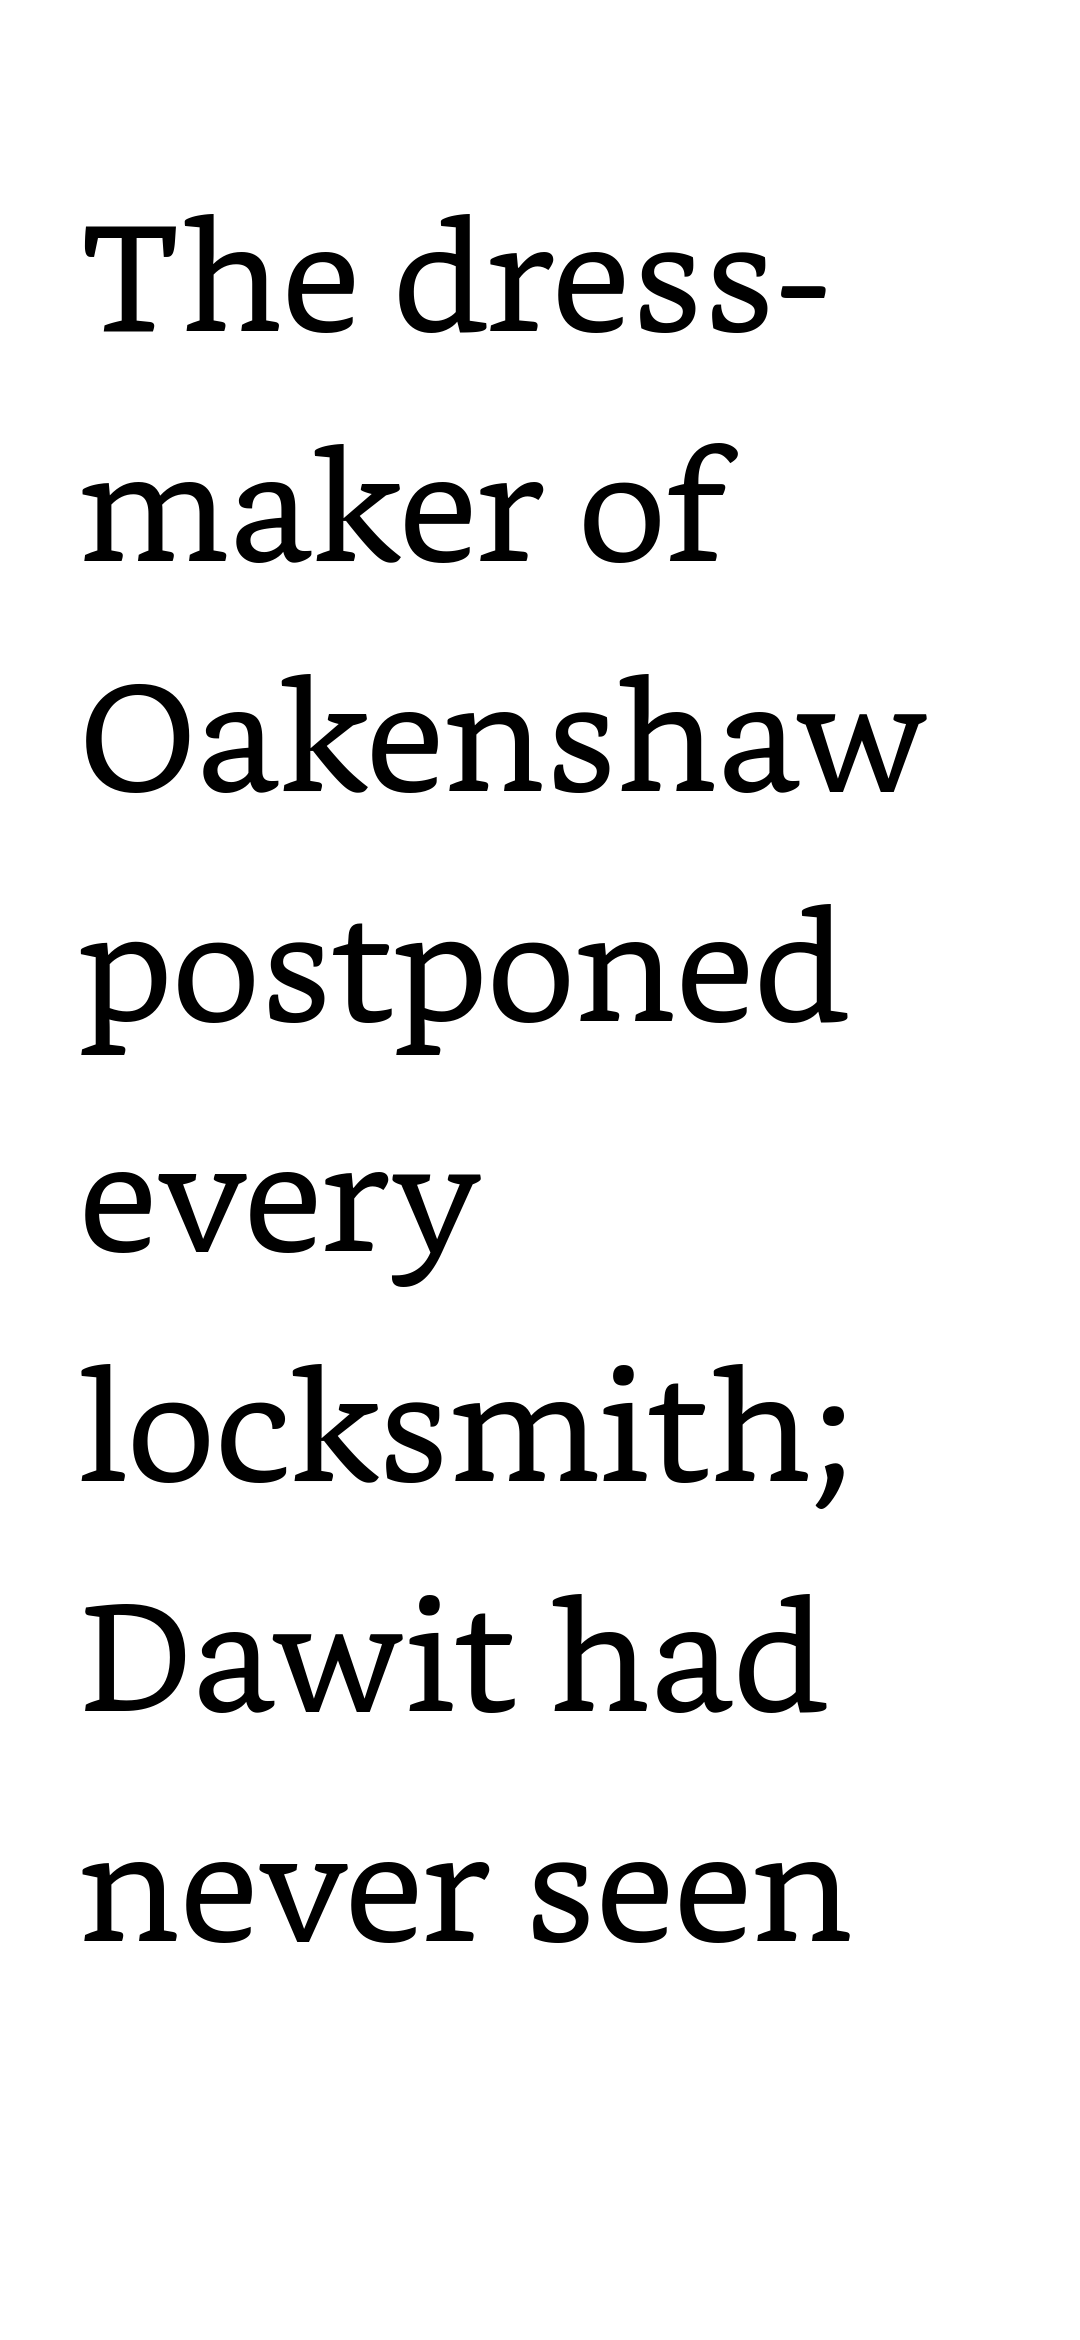 The dress-
maker of
Oakenshaw
postponed
every
locksmith;
Dawit had
never seen